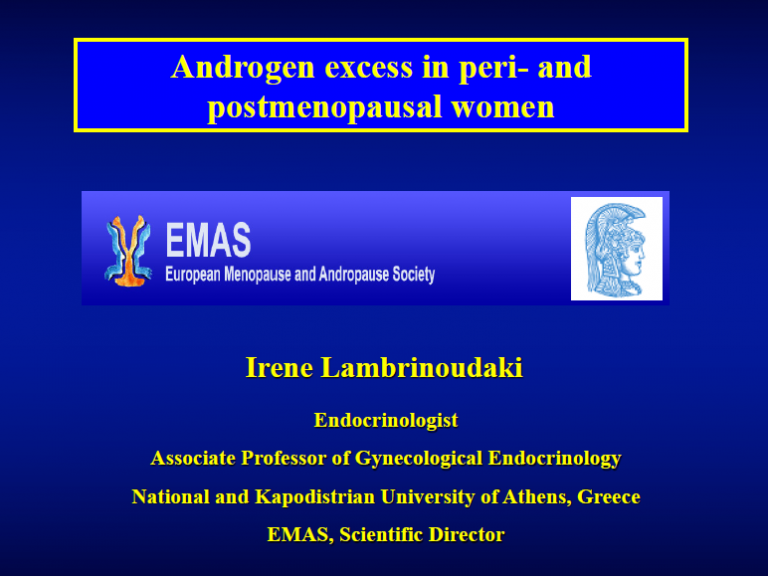 Androgen excess in peri- and
postmenopausal women
EMAS
European Menopause and Andropause Society
Irene Lambrinoudaki
Endocrinologist
Associate Professor of Gynecological Endocrinology
National and Kapodistrian University of Athens, Greece
EMAS, Scientific Director